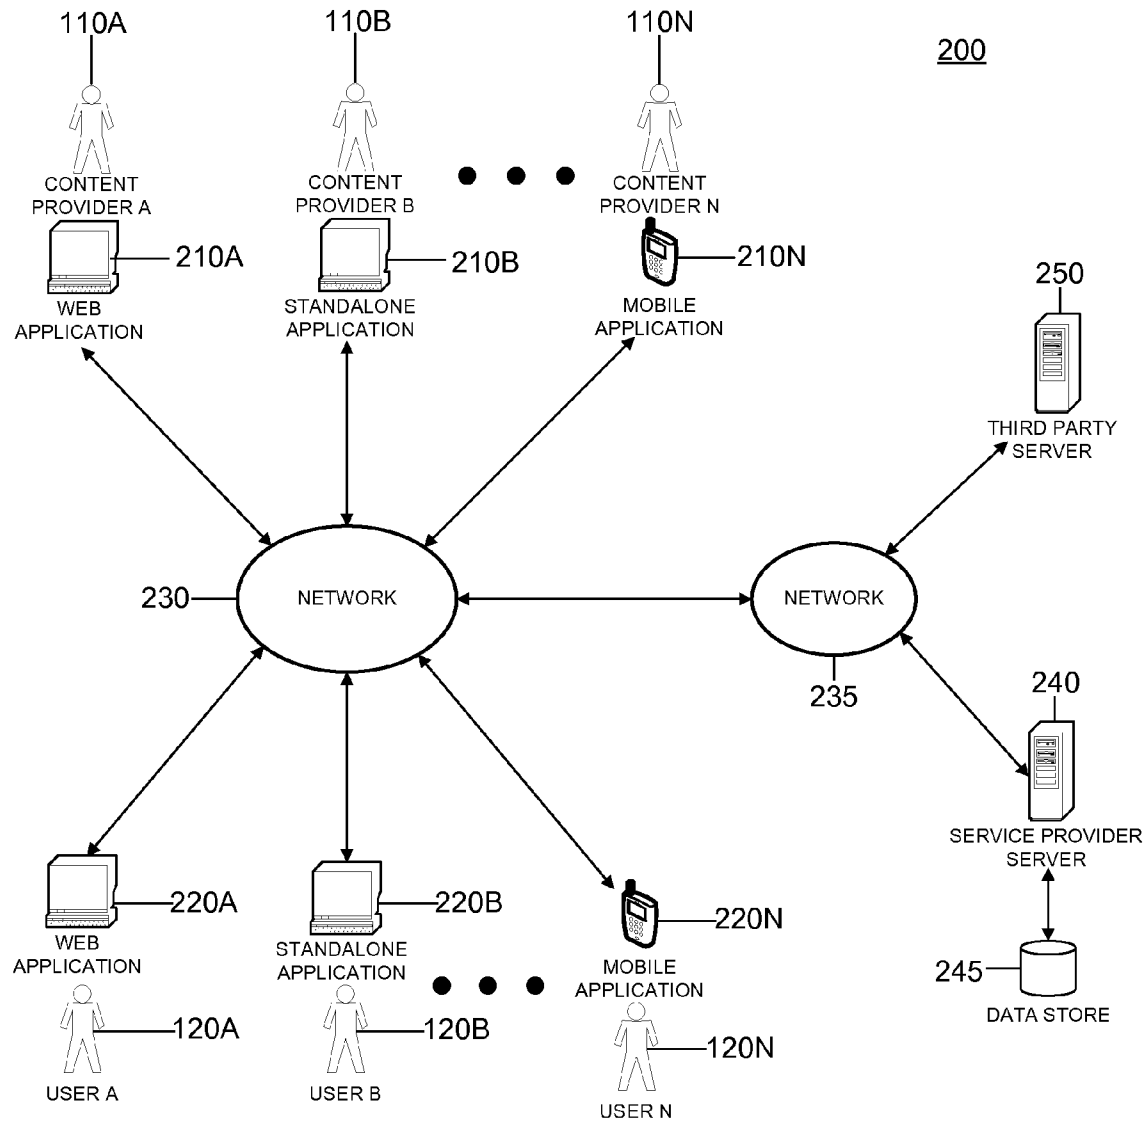 110A
110B
110N
200
CONTENT
PROVIDER A
CONTENT
PROVIDER B
CONTENT
PROVIDER N
210A
210B
210N
WEB
APPLICATION
STANDALONE
APPLICATION
MOBILE
APPLICATION
250
THIRD PARTY
SERVER
230
NETWORK
NETWORK
235
240
SERVICE PROVIDER
SERVER
220A
220B
220N
WEB
APPLICATION
STANDALONE
APPLICATION
MOBILE
APPLICATION
245
DATA STORE
120A
120B
120N
USER A
USER B
USER N